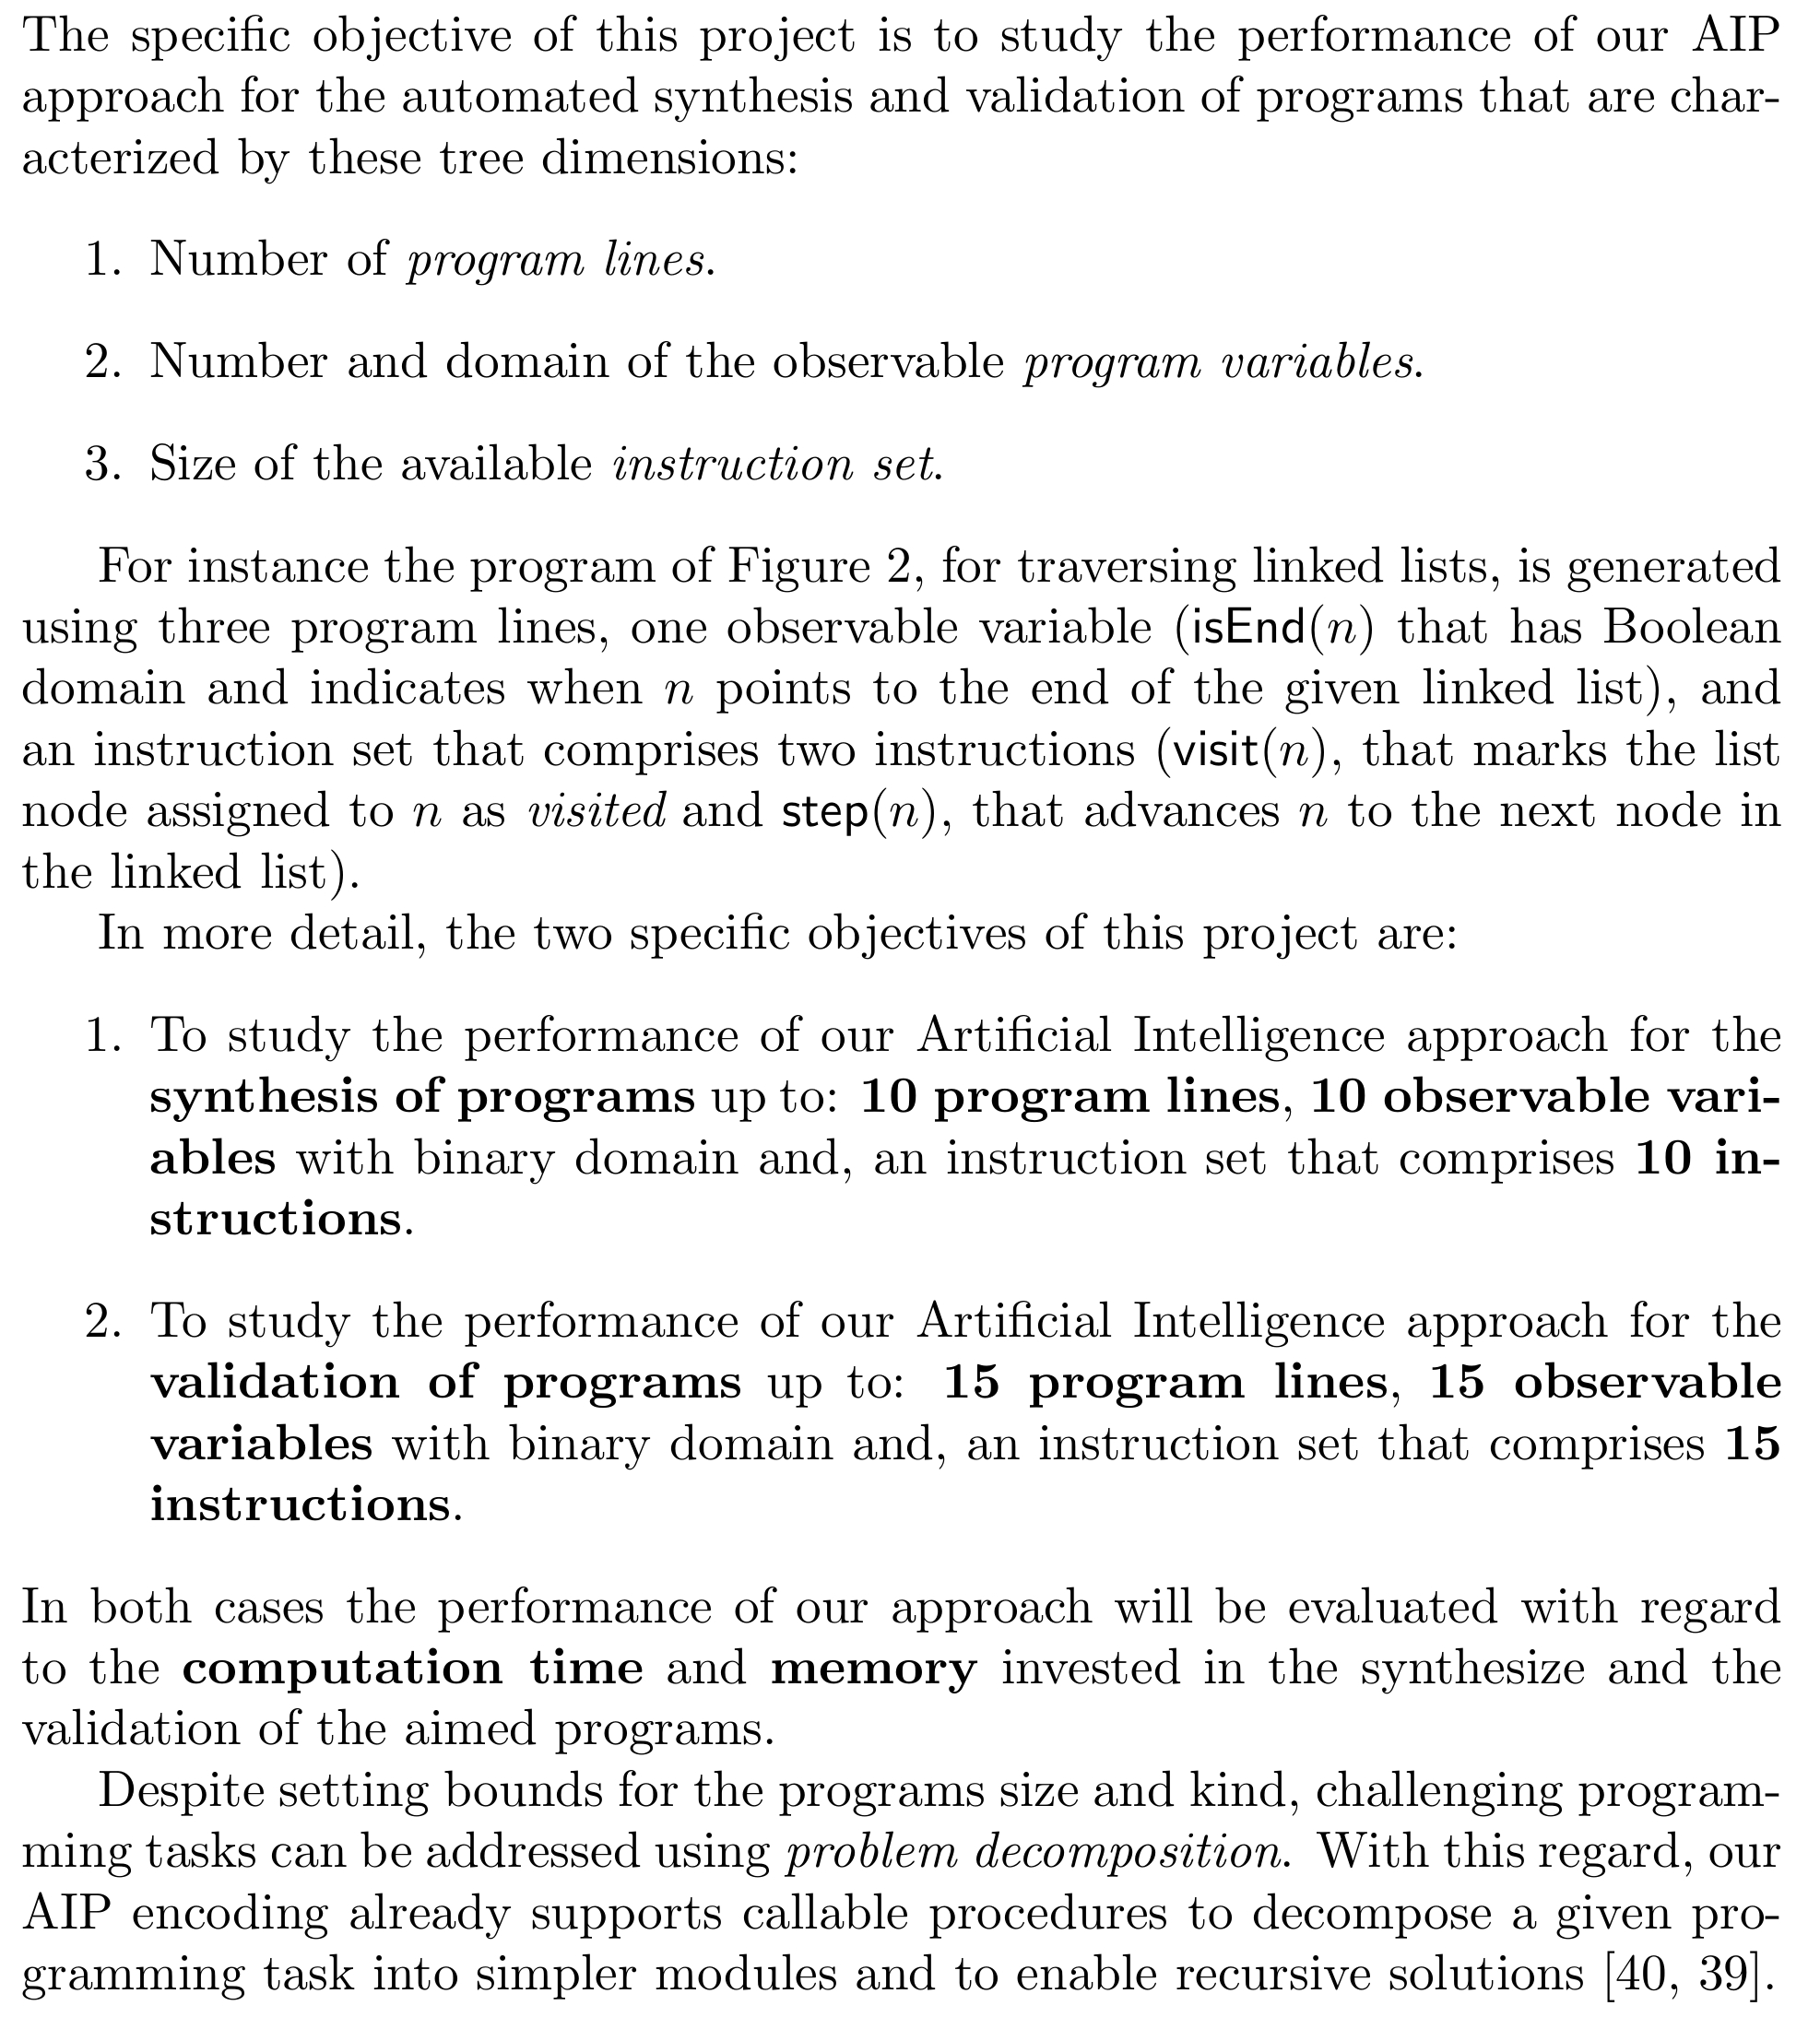 The specific objective of this project is to study the performance of our AIP
approach for the automated synthesis and validation of programs that are char-
acterized by these tree dimensions:
1. Number of program lines.
2. Number and domain of the observable program variables.
3. Size of the available instruction set.
For instance the program of Figure 2, for traversing linked lists, is generated
using three program lines, one observable variable (isEnd(n) that has Boolean
domain and indicates when n points to the end of the given linked list), and
an instruction set that comprises two instructions (visit(n), that marks the list
node assigned to n as visited and step(n), that advances n to the next node in
the linked list).
In more detail, the two specific objectives of this project are:
1. To study the performance of our Artificial Intelligence approach for the
synthesis of programs up to: 10 program lines, 10 observable vari-
ables with binary domain and, an instruction set that comprises 10 in-
structions.
2. To study the performance of our Artificial Intelligence approach for the
validation of programs up to: 15 program lines, 15 observable
variables with binary domain and, an instruction set that comprises 15
instructions.
In both cases the performance of our approach will be evaluated with regard
to the computation time and memory invested in the synthesize and the
validation of the aimed programs.
Despite setting bounds for the programs size and kind, challenging program-
ming tasks can be addressed using problem decomposition. With this regard, our
AIP encoding already supports callable procedures to decompose a given pro-
gramming task into simpler modules and to enable recursive solutions [40, 39].